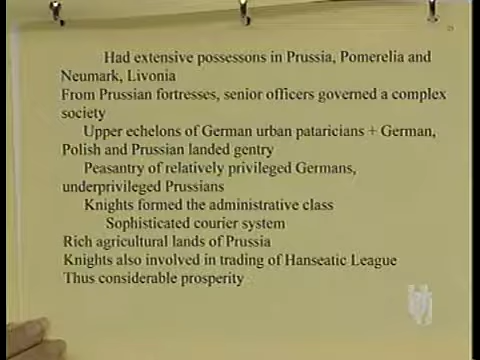 Had extensive possessons in Prussia, Pomerelia and
Neumark, Livonia
From Prussian fortresses, senior officers governed a complex
society
Upper echelons of German urban pataricians + German,
Polish and Prussian landed gentry
Peasantry of relatively privileged Germans,
underprivileged Prussians
Knights formed the administrative class
Sophisticated courier system
Rich agricultural lands of Prussia
Knights also involved in trading of Hanseatic League
Thus considerable prosperity